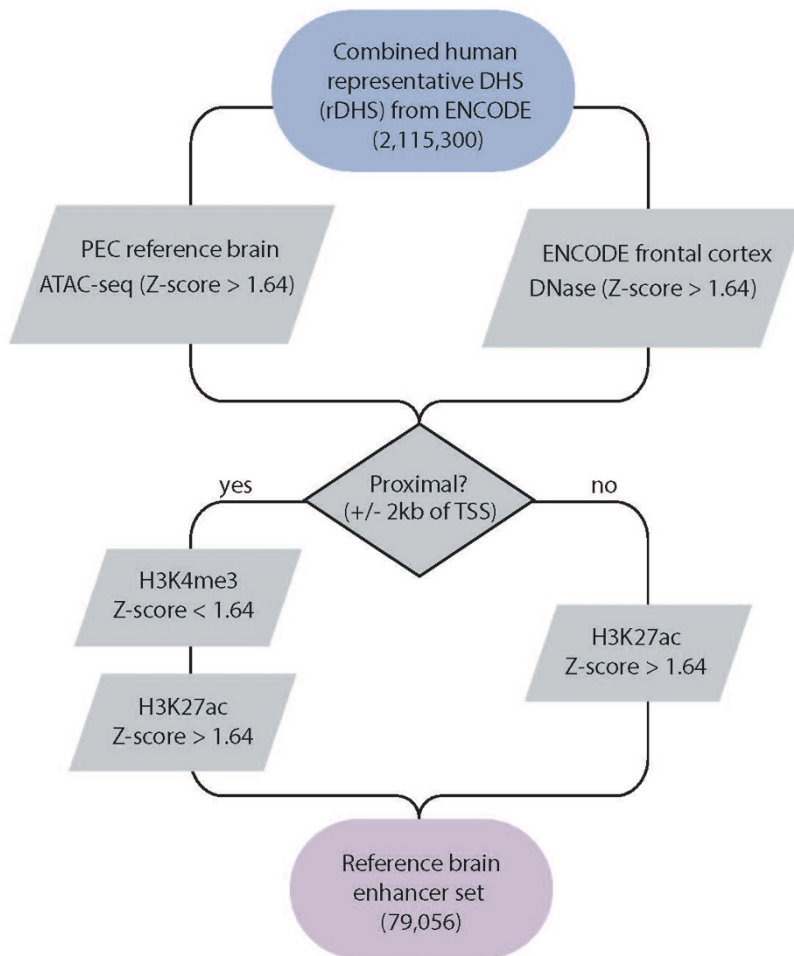 Combined human
representative DHS
(rDHS) from ENCODE
(2,115,300)
PEC reference brain
ATAC-seq (Z-score > 1.64)
ENCODE frontal cortex
DNase (Z-score > 1.64)
Proximal?
(+/- 2kb of TSS)
yes
no
H3K4me3
Z-score < 1.64
H3K27ac
Z-score > 1.64
H3K27ac
Z-score > 1.64
Reference brain
enhancer set
(79,056)